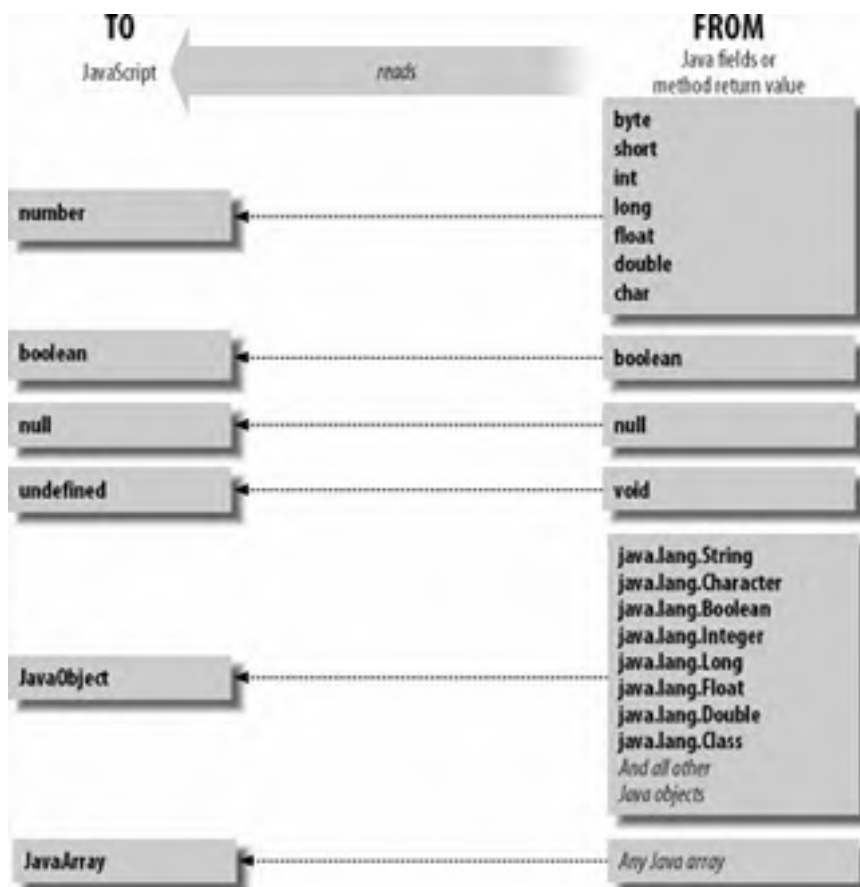 TO
FROM
JavaScript
reads
Java fields or
method return value
number
byte
short
int
long
float
double
char
boolean
boolean
null
null
undefined
void
JavaObject
java.lang.String
java.lang.Character
java.lang.Boolean
java.lang.Integer
java.lang.Long
java.lang.Float
java.lang.Double
java.lang.Class
And all other
Java objects
JavaArray
Any Java array